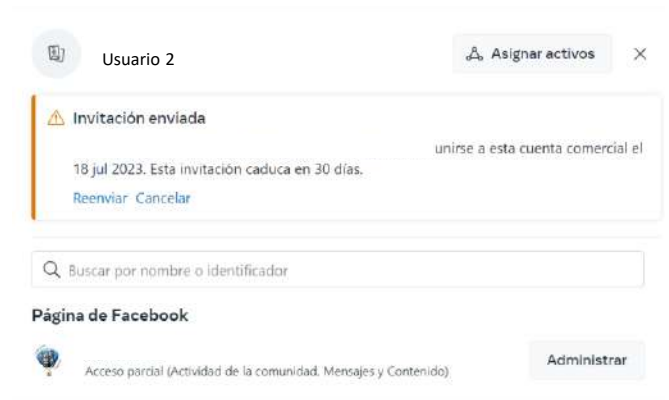 Usuario 2
Asignar activos
Invitación enviada
unirse a esta cuenta comercial el
18 jul 2023. Esta invitación caduca en 30 días.
Reenviar Cancelar
Buscar por nombre o identificador
Página de Facebook
Acceso parcial (Actividad de la comunidad. Mensajes y Contenido)
Administrar